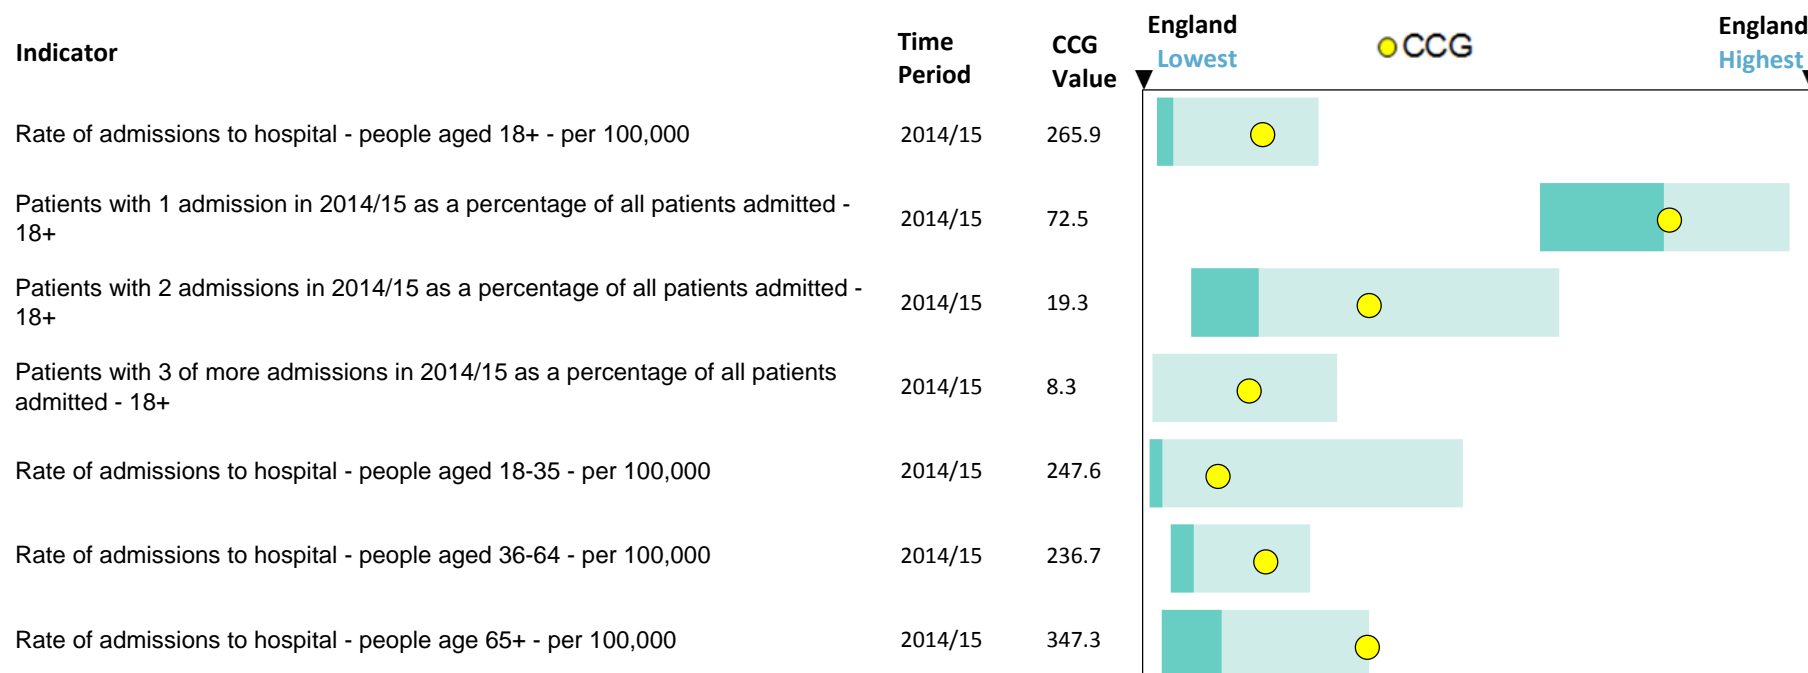 Indicator
Time Period
CCG Value
England Lowest
CCG
England Highest
Rate of admissions to hospital - people aged 18+ - per 100,000 2014/15 265.9
Patients with 1 admission in 2014/15 as a percentage of all patients admitted -
18+
2014/15 72.5
Patients with 2 admissions in 2014/15 as a percentage of all patients admitted -
18+
2014/15 19.3
Patients with 3 of more admissions in 2014/15 as a percentage of all patients
admitted - 18+
2014/15 8.3
Rate of admissions to hospital - people aged 18-35 - per 100,000 2014/15 247.6
Rate of admissions to hospital - people aged 36-64 - per 100,000 2014/15 236.7
Rate of admissions to hospital - people age 65+ - per 100,000 2014/15 347.3